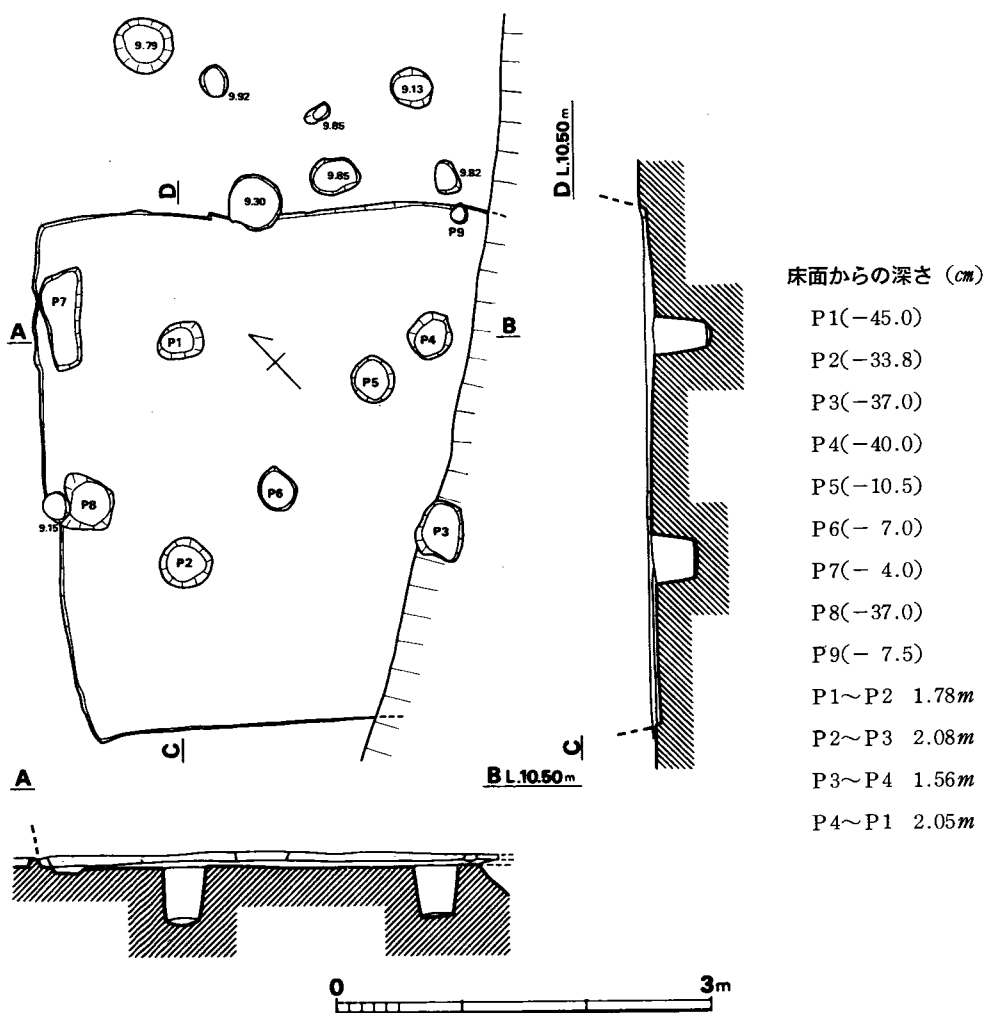 9.79
9.92
9.85
9.13
9.85
9.82
D
9.30
P9
P7
A
P1
P4
B
P5
P8
9.15
P6
P3
P2
C
D L.10.50m
C
B L.10.50m
A
0 3m
床面からの深さ (cm)
P1(-45.0)
P2(-33.8)
P3(-37.0)
P4(-40.0)
P5(-10.5)
P6(- 7.0)
P7(- 4.0)
P8(-37.0)
P9(- 7.5)
P1~P2 1.78m
P2~P3 2.08m
P3~P4 1.56m
P4~P1 2.05m